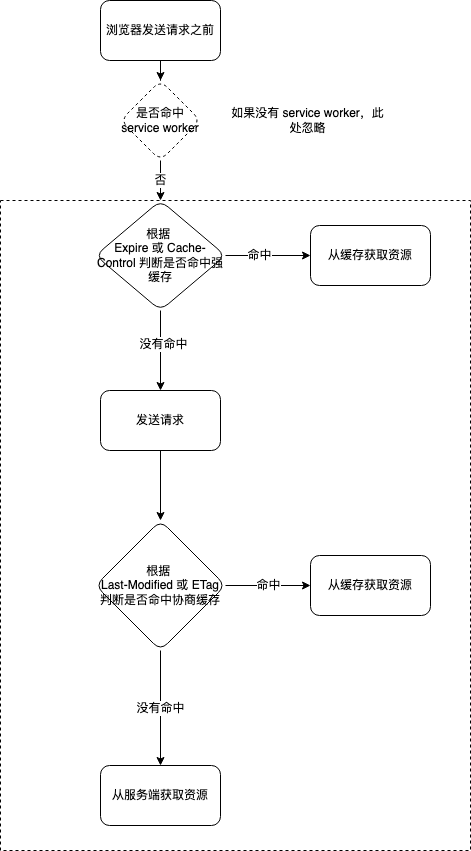 浏览器发送请求之前
是否命中
service worker
如果没有 service worker，此
处忽略
否
根据
Expire 或 Cache-
Control 判断是否命中强
缓存
命中
从缓存获取资源
没有命中
发送请求
根据
Last-Modified 或 ETag
判断是否命中协商缓存
命中
从缓存获取资源
没有命中
从服务端获取资源